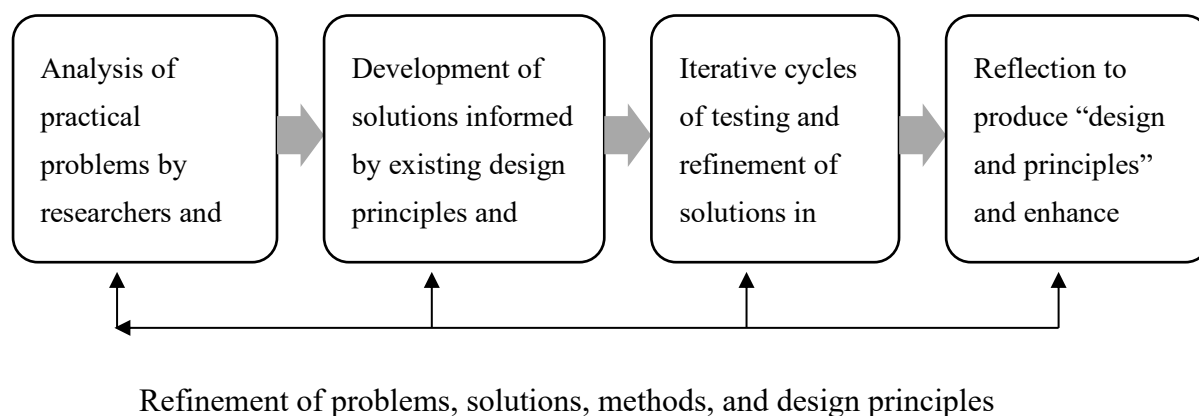 Analysis of
practical
problems by
researchers and
Development of
solutions informed
by existing design
principles and
Iterative cycles
of testing and
refinement of
solutions in
Reflection to
produce “design
and principles”
and enhance
Refinement of problems, solutions, methods, and design principles